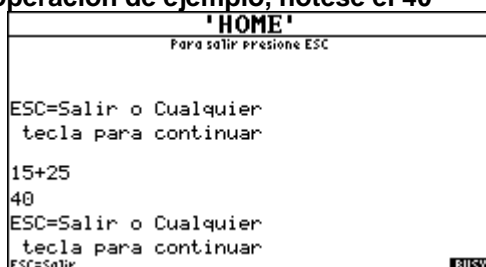 operación de ejemplo, nótese el 40
'HOME'
Para salir presione ESC
ESC=Salir o Cualquier
tecla para continuar
15+25
40
ESC=Salir o Cualquier
tecla para continuar
ESC=Salir BUSY